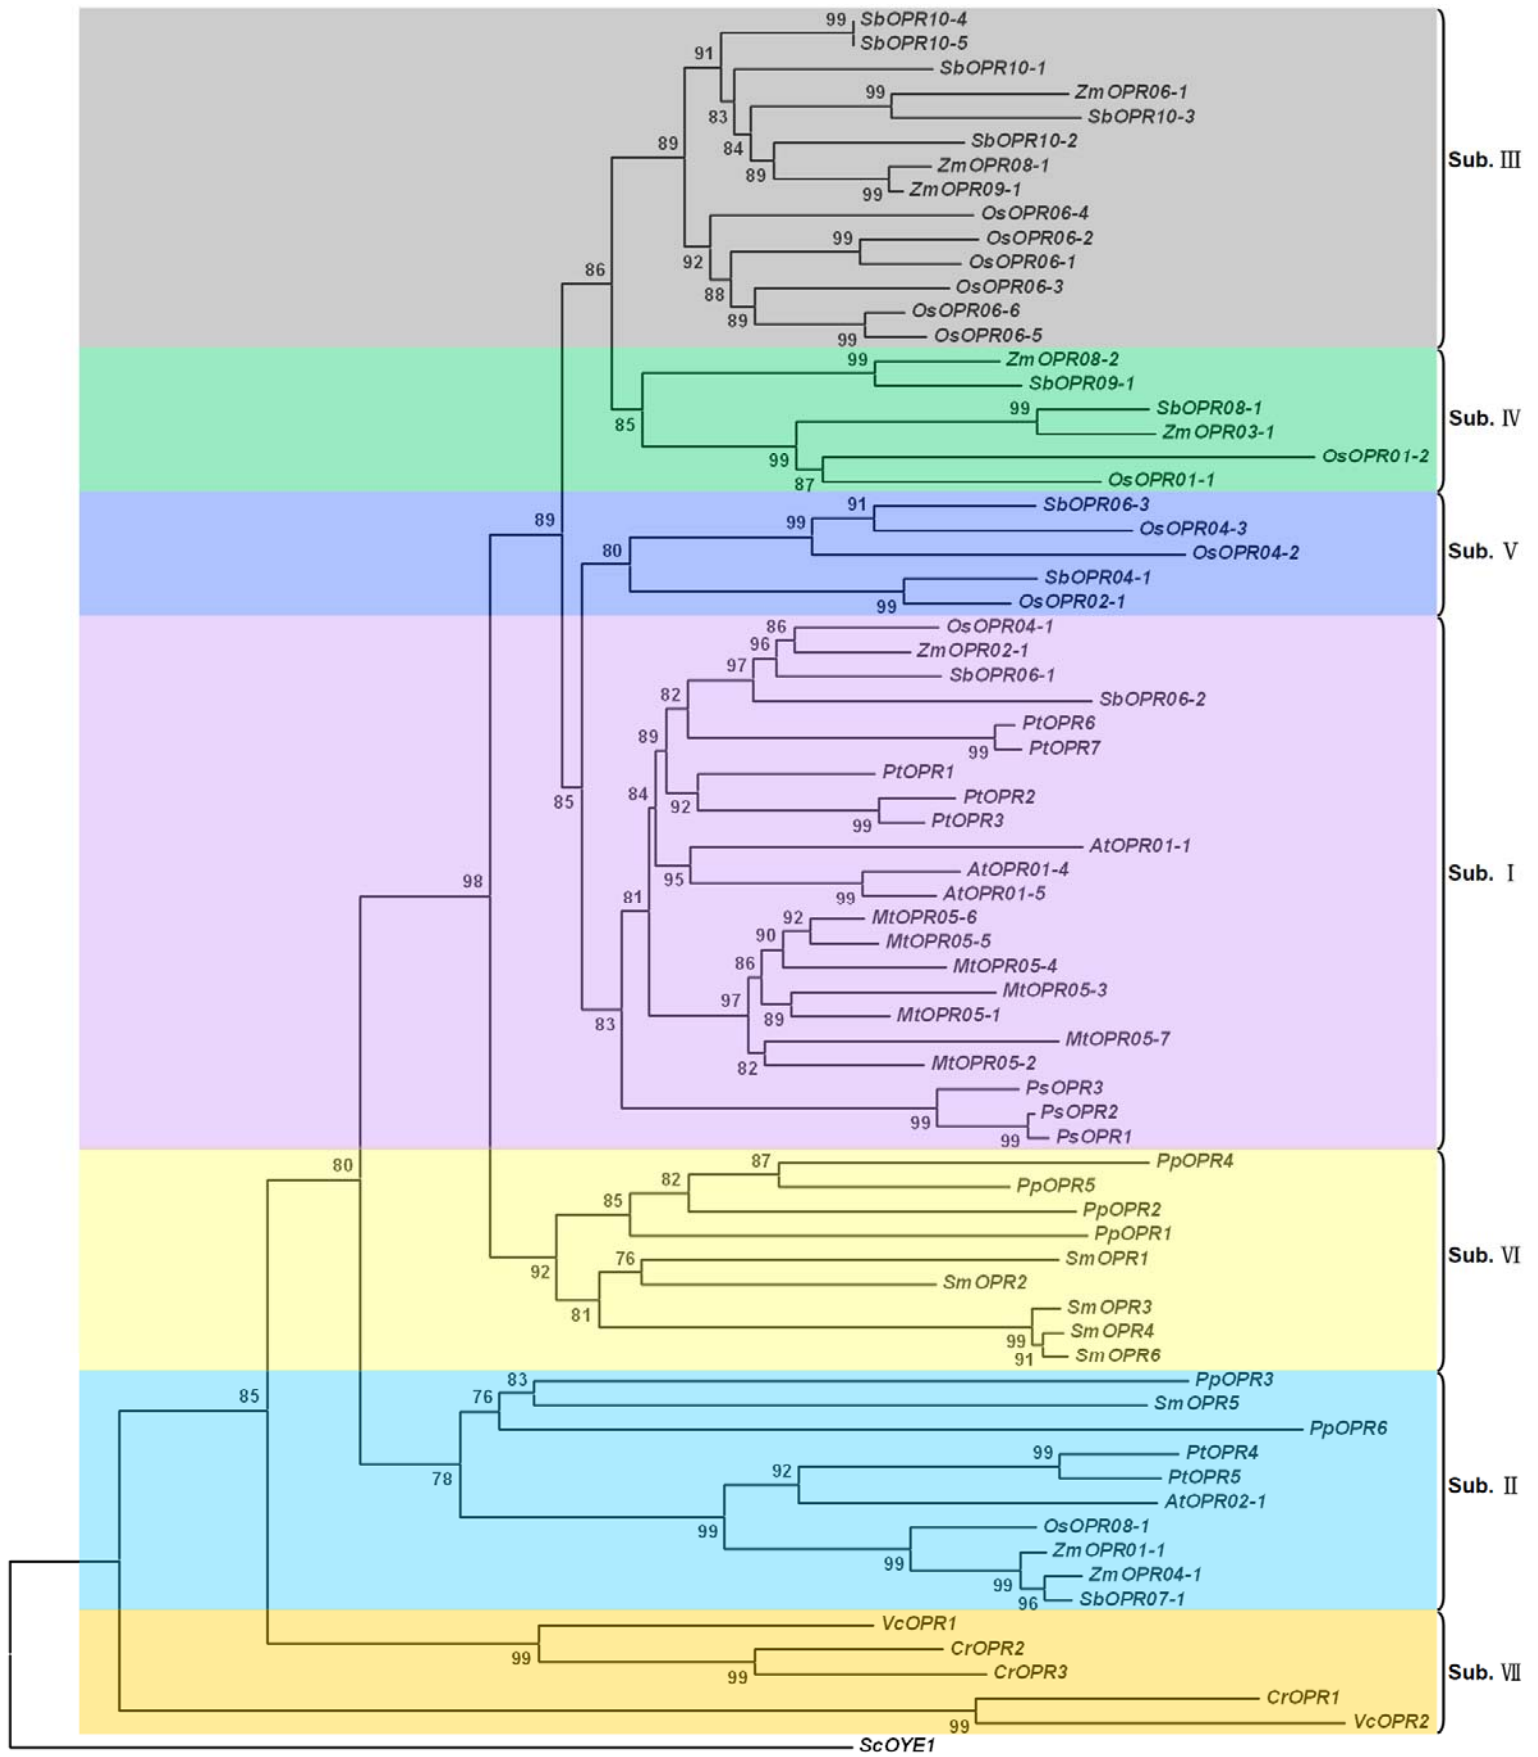 99 SbOPR10-4
SbOPR10-5
91
SbOPR10-1
99 ZmOPR06-1
83 SbOPR10-3
84 SbOPR10-2
89 Sub. III
89 ZmOPR08-1
99 ZmOPR09-1
OsOPR06-4
99 OsOPR06-2
92 OsOPR06-1
86
88 OsOPR06-3
89 OsOPR06-6
99 OsOPR06-5
99 ZmOPR08-2
SbOPR09-1
99 SbOPR08-1
85 Sub. IV
ZmOPR03-1
99 OsOPR01-2
87 OsOPR01-1
91 SbOPR06-3
89 99 OsOPR04-3
80 OsOPR04-2 Sub. V
SbOPR04-1
99 OsOPR02-1
86 OsOPR04-1
96 ZmOPR02-1
97 SbOPR06-1
82 SbOPR06-2
PtOPR6
89 99 PtOPR7
PtOPR1
84 PtOPR2
85 92
99 PtOPR3
AtOPR01-1
98 95 AtOPR01-4 Sub. I
99 AtOPR01-5
81
92 MtOPR05-6
90 MtOPR05-5
86 MtOPR05-4
97 MtOPR05-3
83 89 MtOPR05-1
MtOPR05-7
82 MtOPR05-2
PsOPR3
99 PsOPR2
99 PsOPR1
80 87 PpOPR4
82 PpOPR5
85 PpOPR2
PpOPR1
76 SmOPR1 Sub. VI
92 SmOPR2
81 SmOPR3
99 SmOPR4
91 SmOPR6
83 PpOPR3
85 76 SmOPR5
PpOPR6
99 PtOPR4
78 92 PtOPR5 Sub. II
AtOPR02-1
99 OsOPR08-1
99 ZmOPR01-1
99 ZmOPR04-1
96 SbOPR07-1
VcOPR1
99 CrOPR2
99 CrOPR3 Sub. VII
CrOPR1
99 VcOPR2
ScOYE1